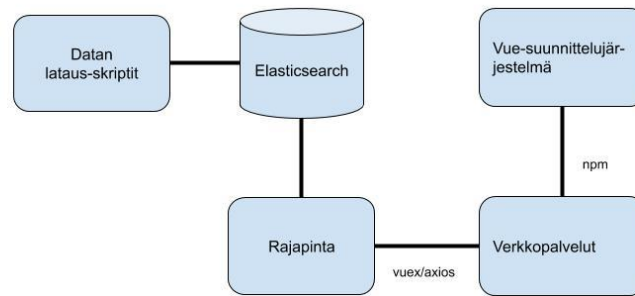 Datan
lataus-skriptit
Elasticsearch
Vue-suunnittelujär-
jestelmä
npm
Rajapinta
vuex/axios
Verkkopalvelut